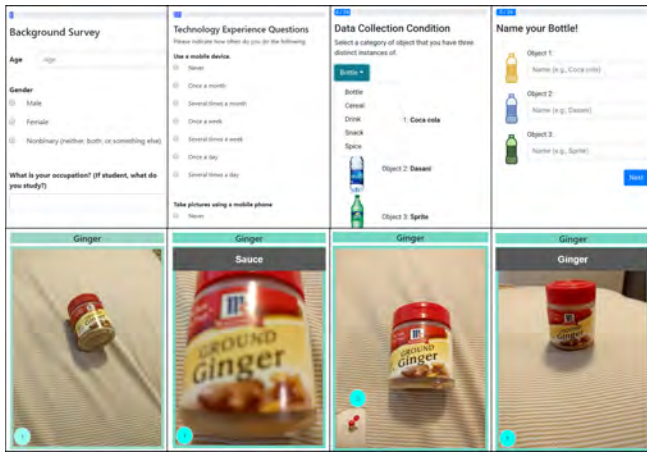 Background Survey
Age
Age
Gender
Male
Female
Nonbinary (neither, both, or something else)
What is your occupation? (If student, what do
you study?)
Technology Experience Questions
Please indicate how often do you do the following
Use a mobile device
Never
Once a month
Several times a month
Once a week
Several times a week
Once a day
Several times a day
Take pictures using a mobile phone
Never
Data Collection Condition
Select a category of object that you have three
distinct instances of.
Bottle
Bottle
Cereal
Drink
Snack
Spice
1: Coca cola
Object 2: Dasani
Object 3: Sprite
Name your Bottle!
Object 1:
Name (e.g., Coca cola)
Object 2:
Name (e.g., Dasani)
Object 3:
Name (e.g., Sprite)
Next
Ginger
Ginger
Sauce
GROUND
Ginger
Ginger
GROUND
Ginger
Ginger
Ginger